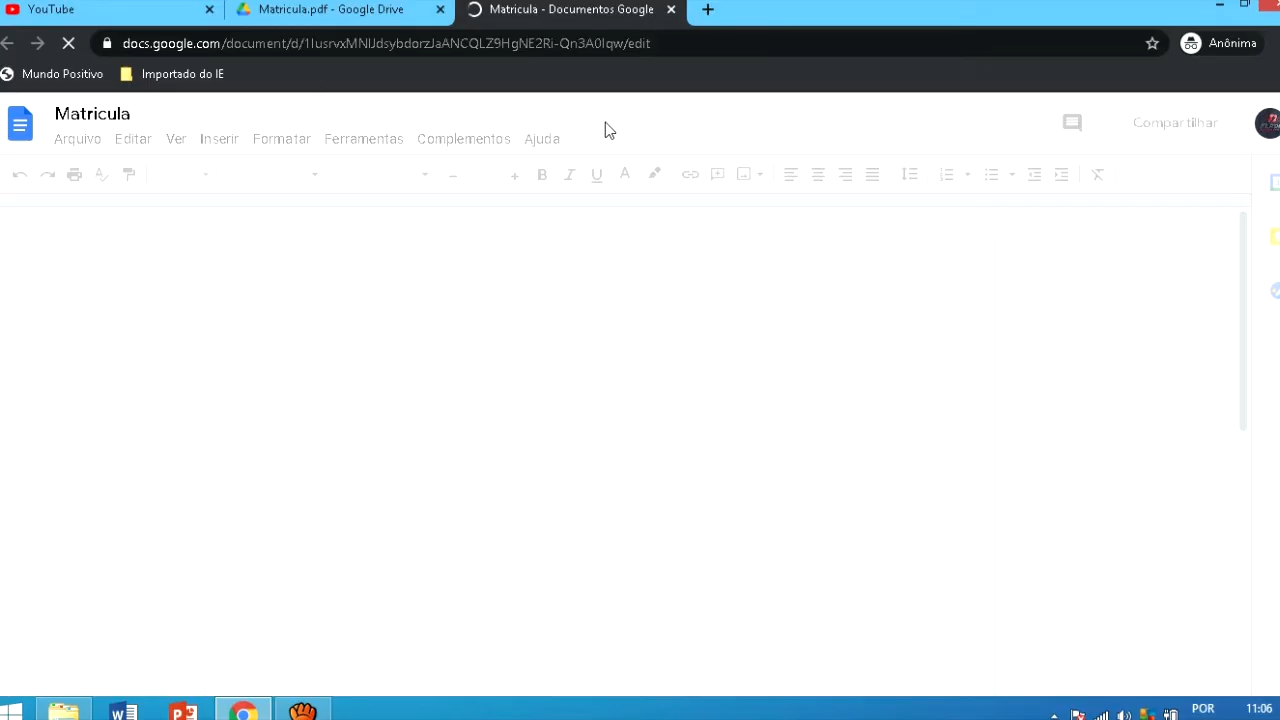 YouTube
Matricula.pdf - Google Drive
Matricula - Documentos Google
docs.google.com/document/d/1IusrvxMNlJdsybdorzJaANCQLZ9HgNE2Ri-Qn3A0lqw/edit
Anônima
Mundo Positivo
Importado do IE
Matricula
Arquivo Editar Ver Inserir Formatar Ferramentas Complementos Ajuda
Compartilhar
POR 11:06